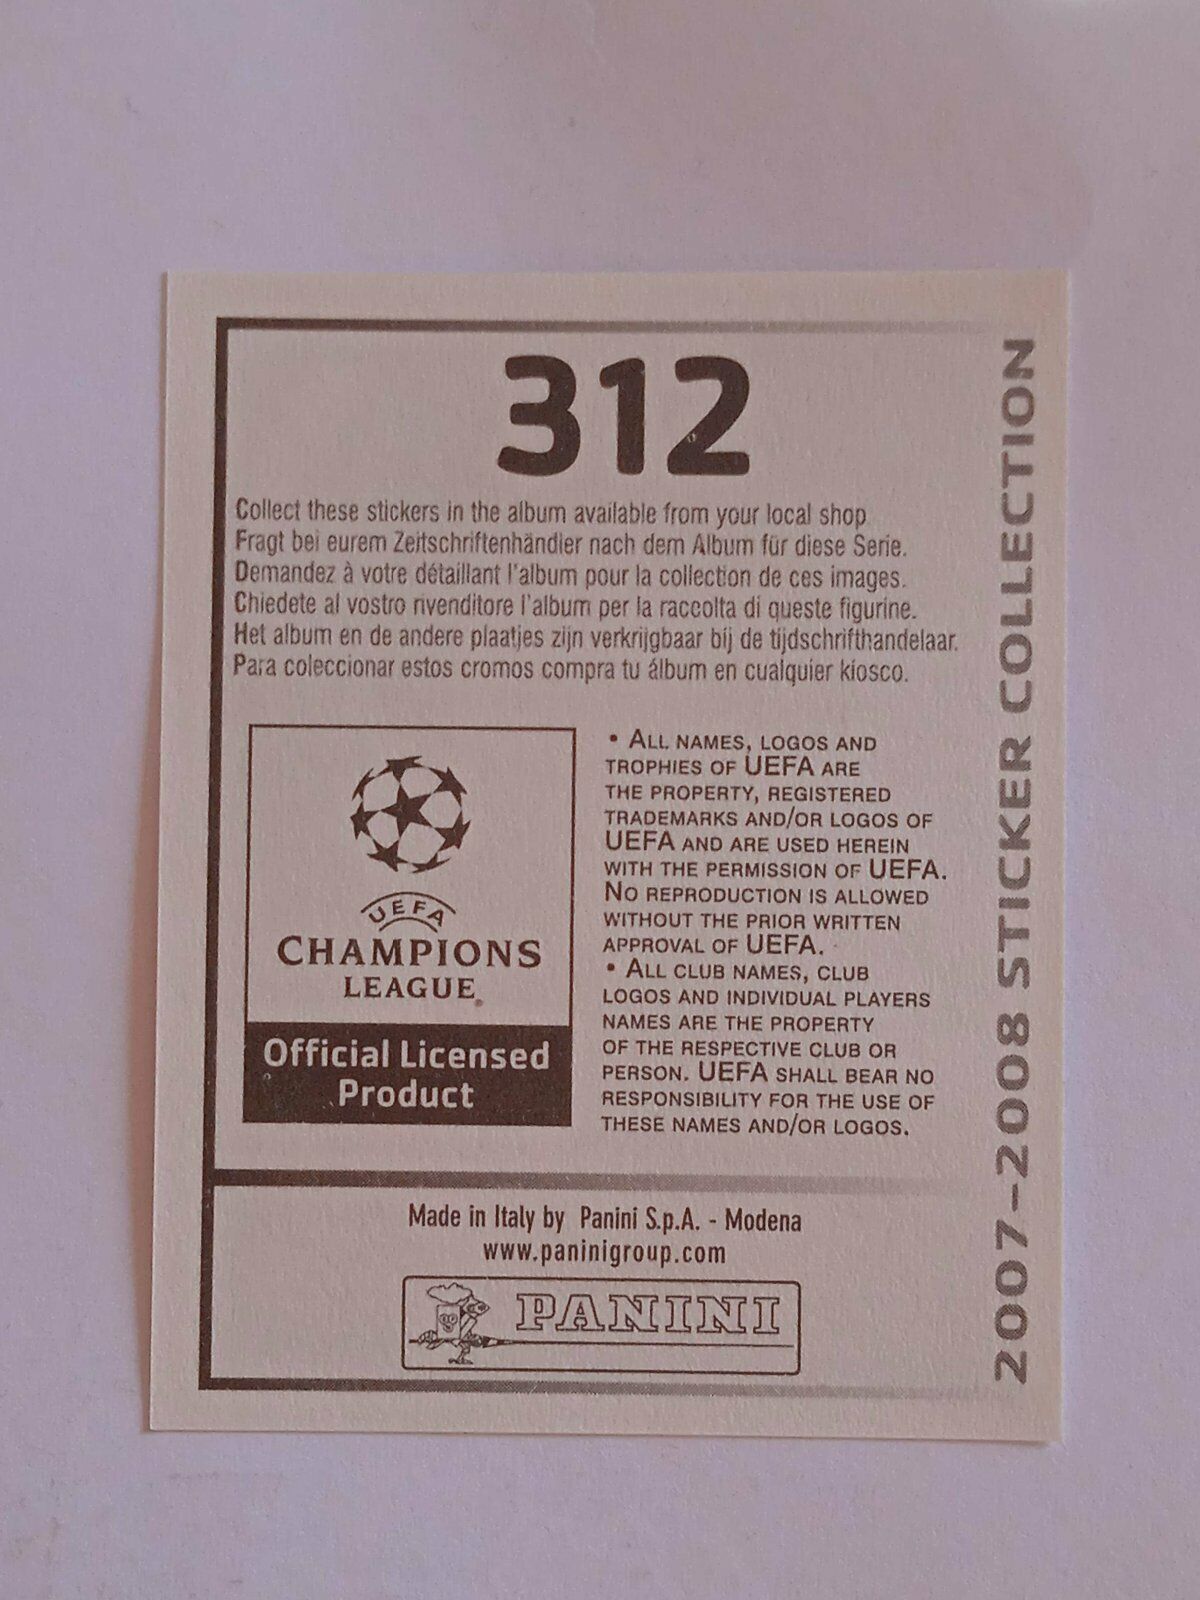 312
Collect these stickers in the album available from your local shop
Fragt bei eurem Zeitschriftenhändler nach dem Album für diese Serie.
Demandez à votre détaillant l'album pour la collection de ces images.
Chiedete al vostro rivenditore l'album per la raccolta di queste figurine.
Het album en de andere plaatjes zijn verkrijgbaar bij de tijdschrifthandelaar.
Para coleccionar estos cromos compra tu álbum en cualquier kiosco.
UEFA
CHAMPIONS
LEAGUE®
Official Licensed
Product
• ALL NAMES, LOGOS AND
TROPHIES OF UEFA ARE
THE PROPERTY, REGISTERED
TRADEMARKS AND/OR LOGOS OF
UEFA AND ARE USED HEREIN
WITH THE PERMISSION OF UEFA.
NO REPRODUCTION IS ALLOWED
WITHOUT THE PRIOR WRITTEN
APPROVAL OF UEFA.
• ALL CLUB NAMES, CLUB
LOGOS AND INDIVIDUAL PLAYERS
NAMES ARE THE PROPERTY
OF THE RESPECTIVE CLUB OR
PERSON. UEFA SHALL BEAR NO
RESPONSIBILITY FOR THE USE OF
THESE NAMES AND/OR LOGOS.
Made in Italy by Panini S.p.A. - Modena
www.paninigroup.com
PANINI
2007-2008 STICKER COLLECTION